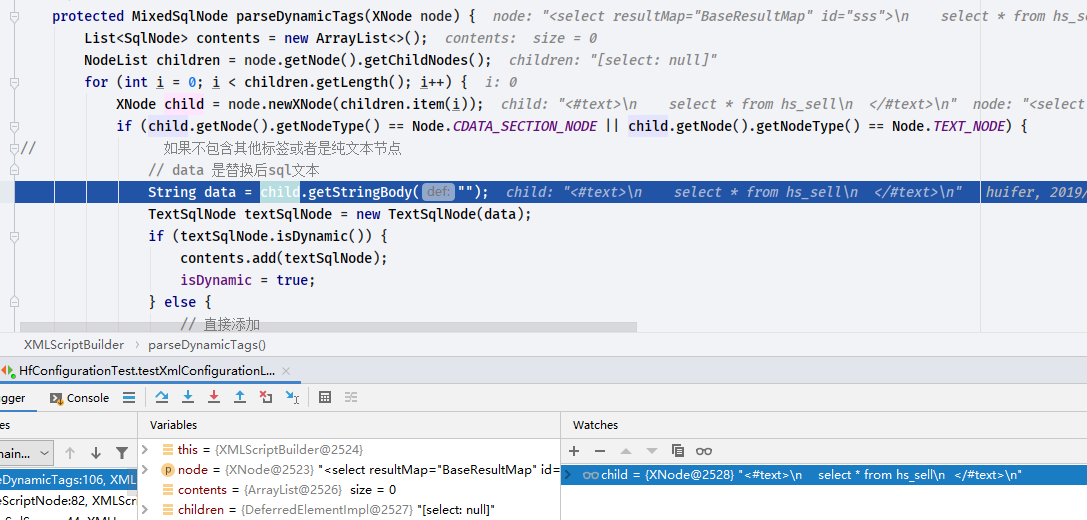 protected MixedSqlNode parseDynamicTags(XNode node) {  node: "<select resultMap="BaseResultMap" id="sss">\n    select * from hs_sell
List<SqlNode> contents = new ArrayList<>();  contents:  size = 0
NodeList children = node.getNode().getChildNodes();  children: "[select: null]"
for (int i = 0; i < children.getLength(); i++) {  i: 0
XNode child = node.newXNode(children.item(i));  child: "<#text>\n    select * from hs_sell\n  </#text>\n"  node: "<select
if (child.getNode().getNodeType() == Node.CDATA_SECTION_NODE || child.getNode().getNodeType() == Node.TEXT_NODE) {
//                如果不包含其他标签或者是纯文本节点
// data 是替换后sql文本
String data = child.getStringBody( def: "");  child: "<#text>\n    select * from hs_sell\n  </#text>\n"    huifer, 2019/
TextSqlNode textSqlNode = new TextSqlNode(data);
if (textSqlNode.isDynamic()) {
contents.add(textSqlNode);
isDynamic = true;
} else {
// 直接添加
XMLScriptBuilder > parseDynamicTags()
HfConfigurationTest.testXmlConfigurationL... ×
gger Console
es Variables Watches
main...
eDynamicTags:106, XML
eScriptNode:82, XMLScr
this = {XMLScriptBuilder@2524}
node = {XNode@2523} "<select resultMap="BaseResultMap" id=
contents = {ArrayList@2526}  size = 0
children = {DeferredElementImpl@2527} "[select: null]"
child = {XNode@2528} "<#text>\n    select * from hs_sell\n  </#text>\n"